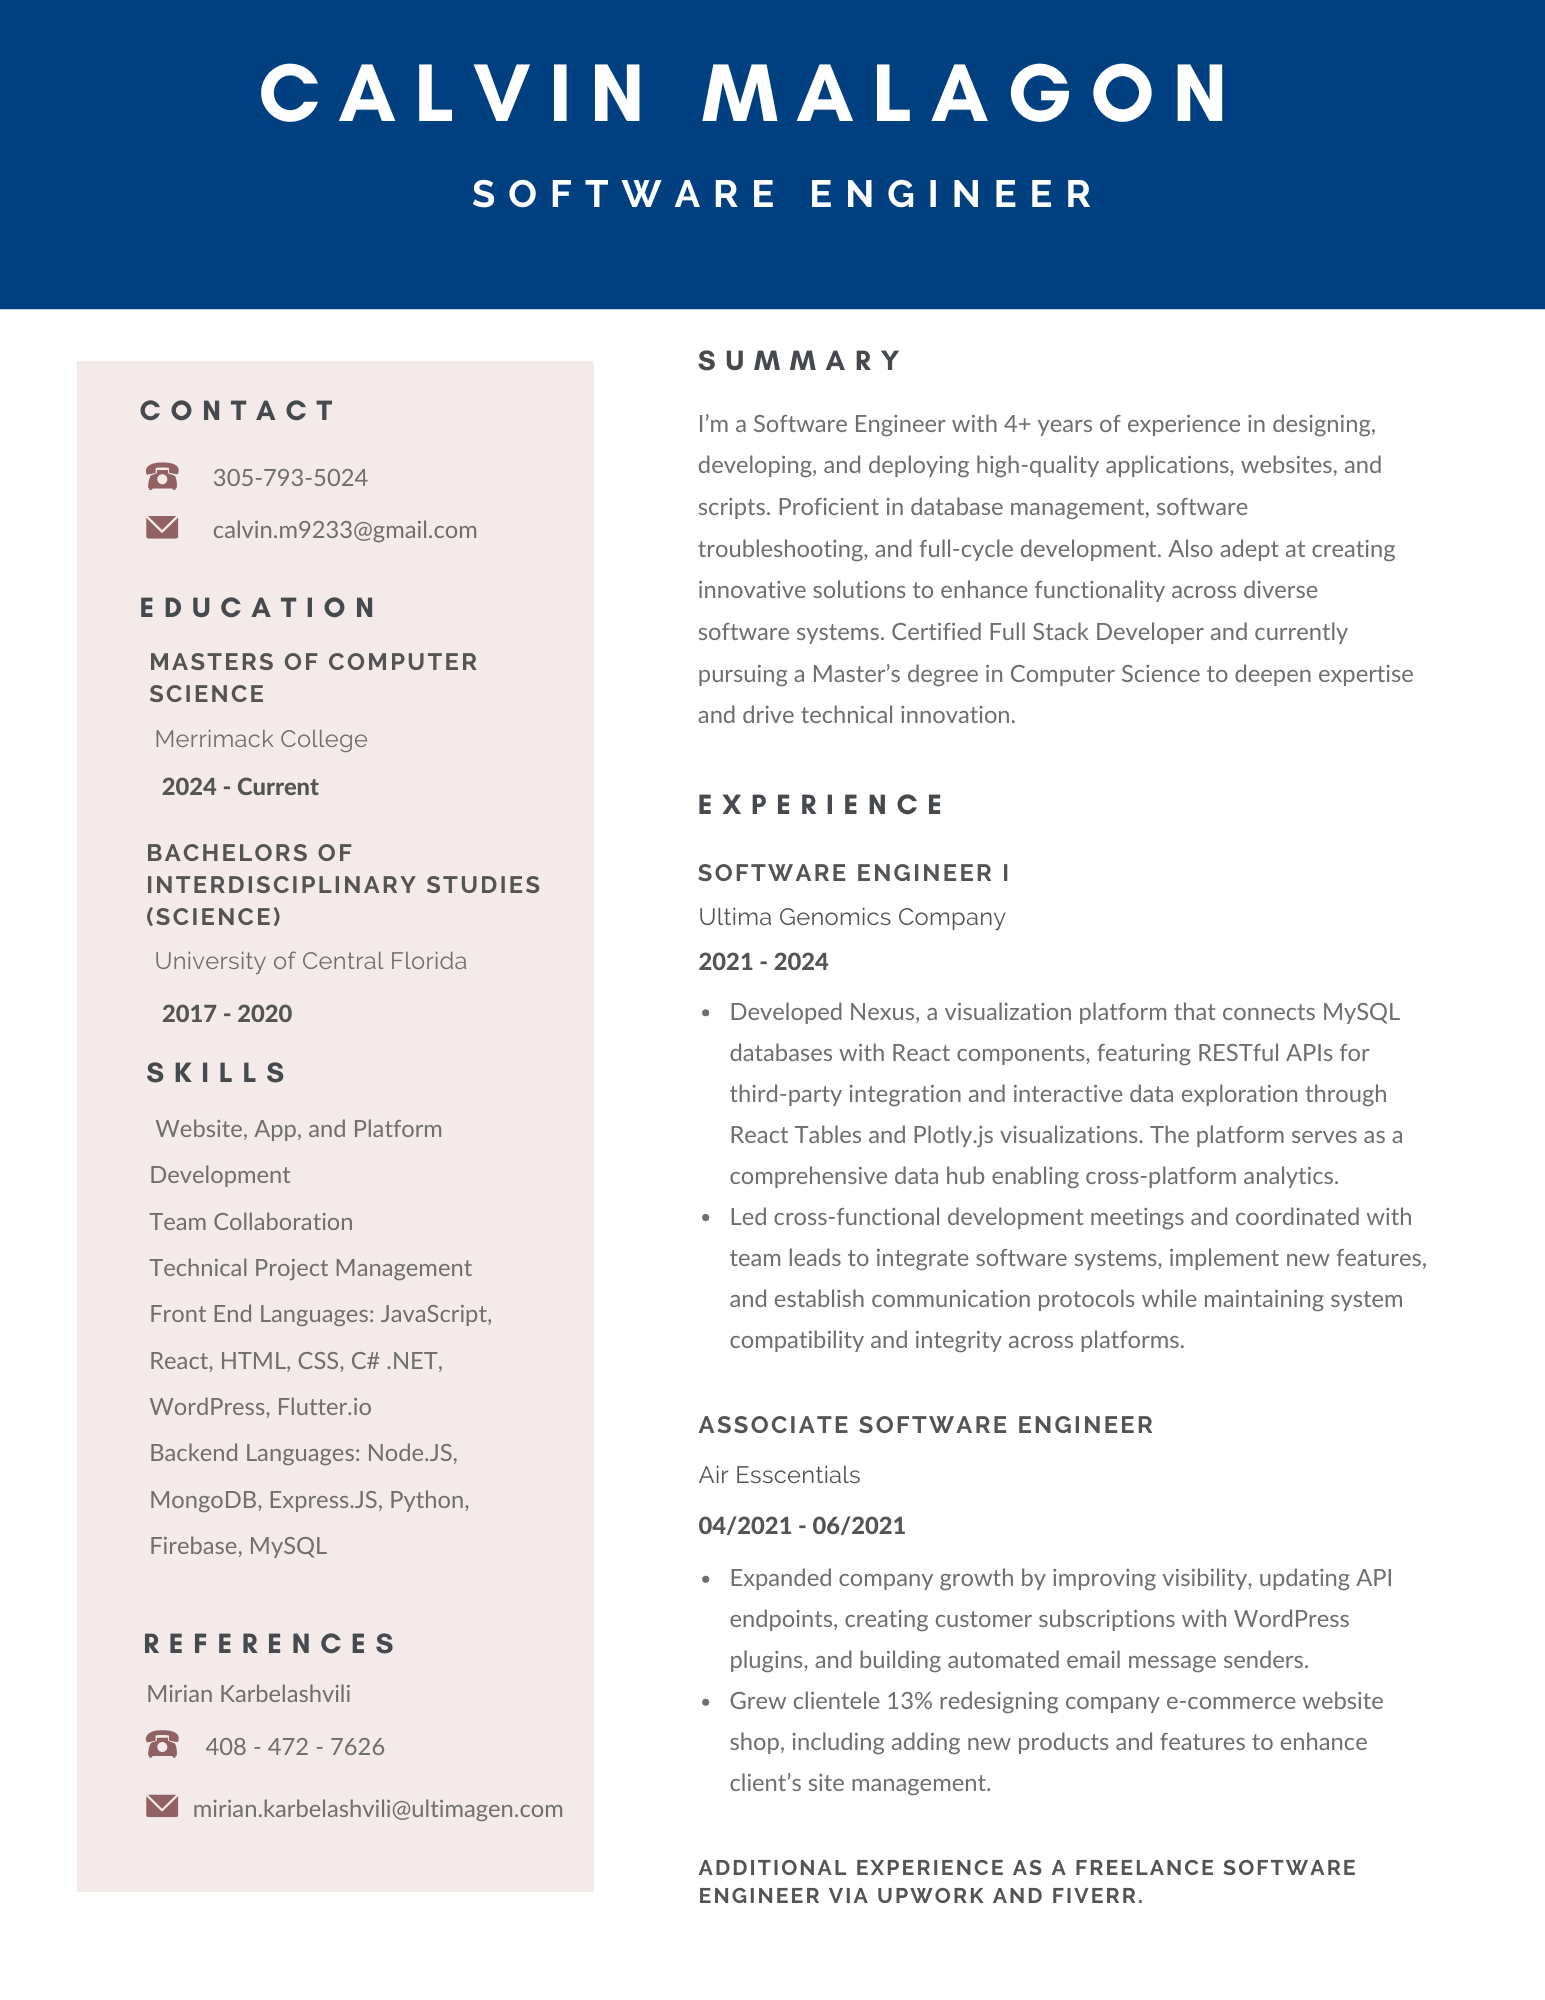 CALVIN MALAGON
SOFTWARE ENGINEER
CONTACT
305-793-5024
calvin.m9233@gmail.com
EDUCATION
MASTERS OF COMPUTER
SCIENCE
Merrimack College
2024 - Current
BACHELORS OF
INTERDISCIPLINARY STUDIES
(SCIENCE)
University of Central Florida
2017 - 2020
SKILLS
Website, App, and Platform
Development
Team Collaboration
Technical Project Management
Front End Languages: JavaScript,
React, HTML, CSS, C# .NET,
WordPress, Flutter.io
Backend Languages: Node.JS,
MongoDB, Express.JS, Python,
Firebase, MySQL
REFERENCES
Mirian Karbelashvili
408 - 472 - 7626
mirian.karbelashvili@ultimagen.com
SUMMARY
I’m a Software Engineer with 4+ years of experience in designing,
developing, and deploying high-quality applications, websites, and
scripts. Proficient in database management, software
troubleshooting, and full-cycle development. Also adept at creating
innovative solutions to enhance functionality across diverse
software systems. Certified Full Stack Developer and currently
pursuing a Master’s degree in Computer Science to deepen expertise
and drive technical innovation.
EXPERIENCE
SOFTWARE ENGINEER I
Ultima Genomics Company
2021 - 2024
• Developed Nexus, a visualization platform that connects MySQL
databases with React components, featuring RESTful APIs for
third-party integration and interactive data exploration through
React Tables and Plotly.js visualizations. The platform serves as a
comprehensive data hub enabling cross-platform analytics.
• Led cross-functional development meetings and coordinated with
team leads to integrate software systems, implement new features,
and establish communication protocols while maintaining system
compatibility and integrity across platforms.
ASSOCIATE SOFTWARE ENGINEER
Air Esscentials
04/2021 - 06/2021
• Expanded company growth by improving visibility, updating API
endpoints, creating customer subscriptions with WordPress
plugins, and building automated email message senders.
• Grew clientele 13% redesigning company e-commerce website
shop, including adding new products and features to enhance
client’s site management.
ADDITIONAL EXPERIENCE AS A FREELANCE SOFTWARE
ENGINEER VIA UPWORK AND FIVERR.